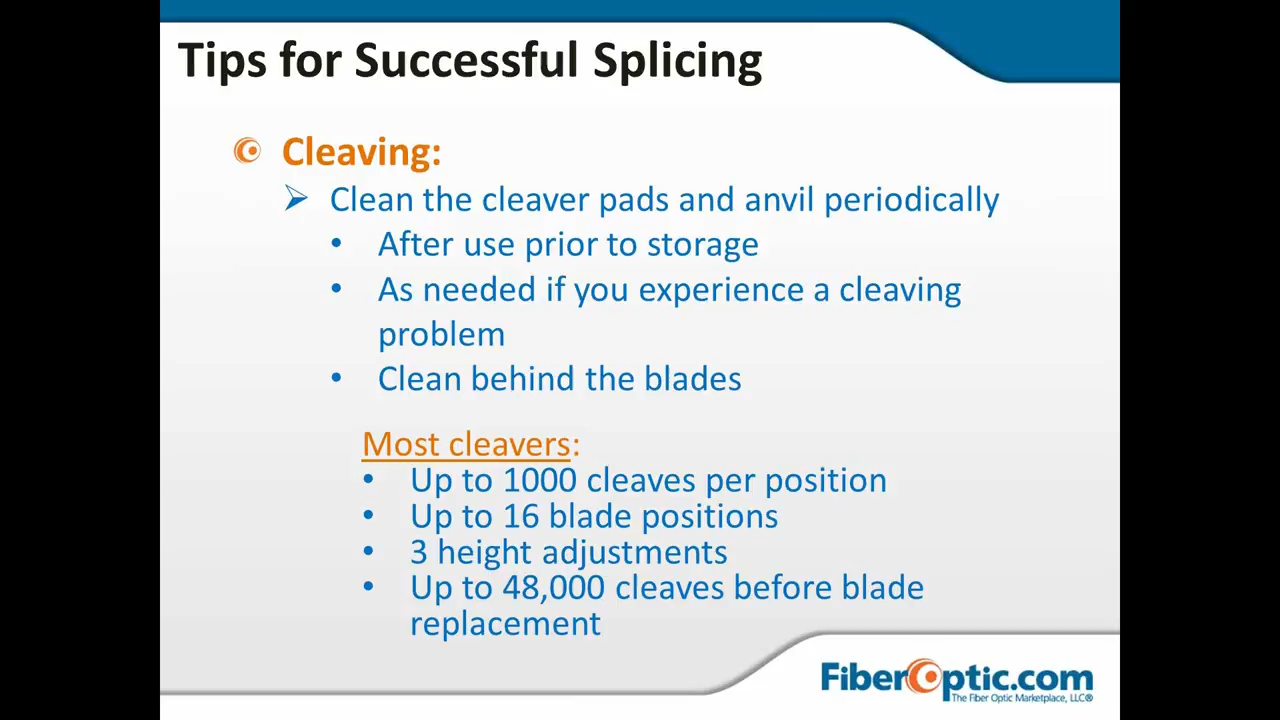 Tips for Successful Splicing
Cleaving:
➢ Clean the cleaver pads and anvil periodically
• After use prior to storage
• As needed if you experience a cleaving
problem
• Clean behind the blades
Most cleavers:
• Up to 1000 cleaves per position
• Up to 16 blade positions
• 3 height adjustments
• Up to 48,000 cleaves before blade
replacement
FiberOptic.com
The Fiber Optic Marketplace, LLC®